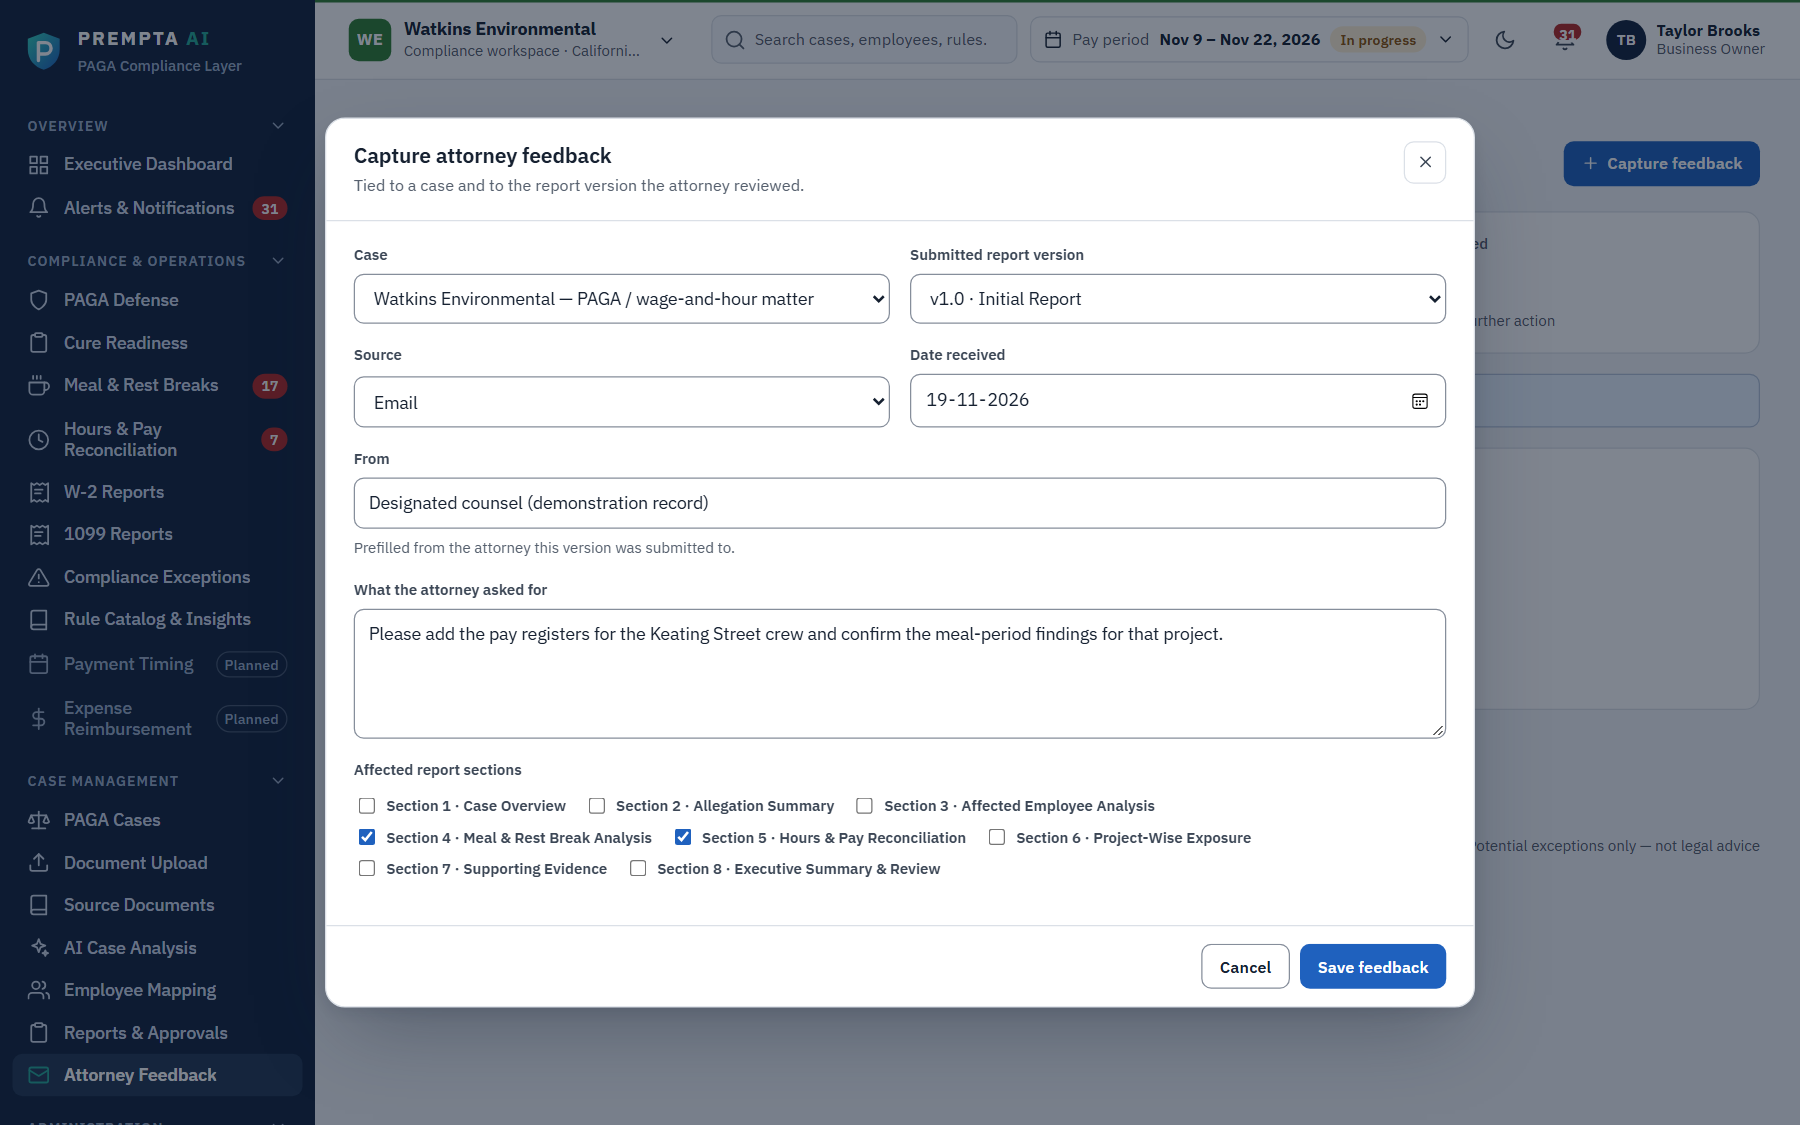 PREMPTA AI
PAGA Compliance Layer
OVERVIEW
Executive Dashboard
Alerts & Notifications 31
COMPLIANCE & OPERATIONS
PAGA Defense
Cure Readiness
Meal & Rest Breaks 17
Hours & Pay
Reconciliation 7
W-2 Reports
1099 Reports
Compliance Exceptions
Rule Catalog & Insights
Payment Timing Planned
Expense
Reimbursement Planned
CASE MANAGEMENT
PAGA Cases
Document Upload
Source Documents
AI Case Analysis
Employee Mapping
Reports & Approvals
Attorney Feedback
WE
Watkins Environmental
Compliance workspace · Californi...
Search cases, employees, rules.
Pay period Nov 9 – Nov 22, 2026 In progress
31
TB
Taylor Brooks
Business Owner
Capture feedback
Capture attorney feedback
Tied to a case and to the report version the attorney reviewed.
Case
Watkins Environmental — PAGA / wage-and-hour matter
Submitted report version
v1.0 · Initial Report
Source
Email
Date received
19-11-2026
From
Designated counsel (demonstration record)
Prefilled from the attorney this version was submitted to.
What the attorney asked for
Please add the pay registers for the Keating Street crew and confirm the meal-period findings for that project.
Affected report sections
Section 1 · Case Overview
Section 2 · Allegation Summary
Section 3 · Affected Employee Analysis
Section 4 · Meal & Rest Break Analysis
Section 5 · Hours & Pay Reconciliation
Section 6 · Project-Wise Exposure
Section 7 · Supporting Evidence
Section 8 · Executive Summary & Review
Cancel
Save feedback
action
exceptions only — not legal advice